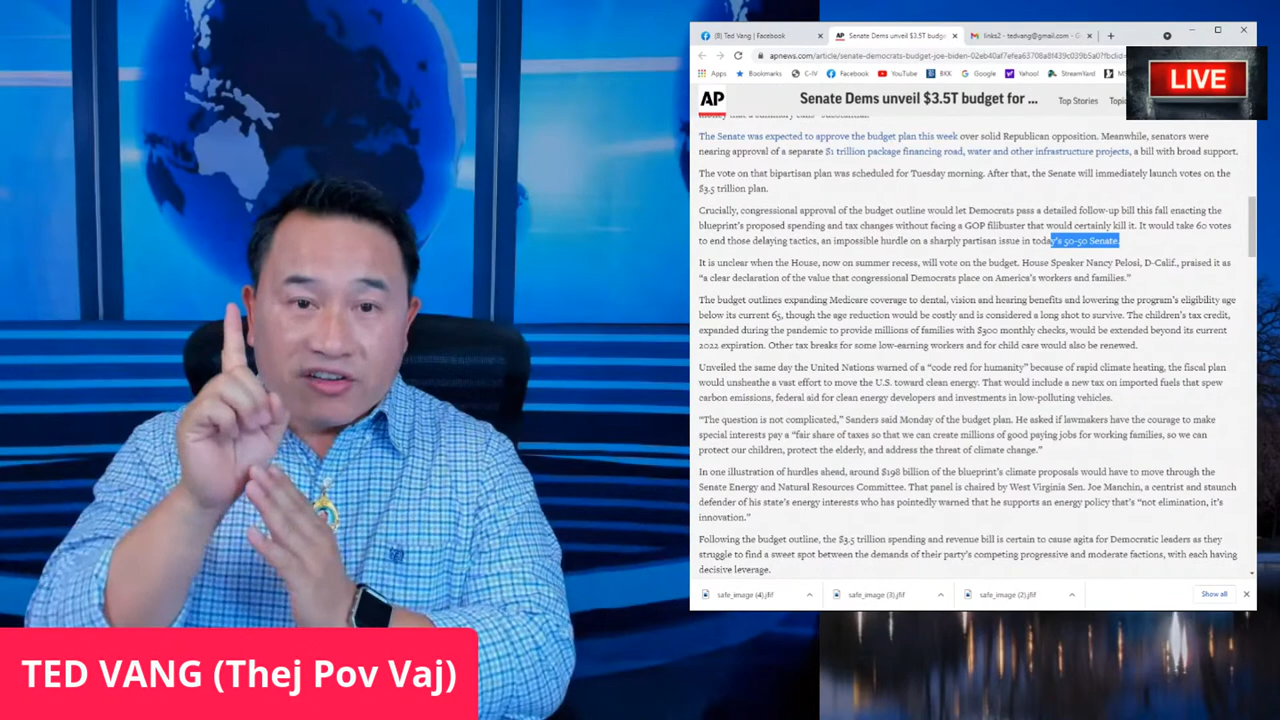 (8) Ted Vang | Facebook
Senate Dems unveil $3.5T budge
links2 - tedvang@gmail.com - G
apnews.com/article/senate-democrats-budget-joe-biden-
Apps Bookmarks C-IV Facebook YouTube BKK Google Yahoo! StreamYard
LIVE
AP
Senate Dems unveil $3.5T budget for ...
Top Stories
The Senate was expected to approve the budget plan this week over solid Republican opposition. Meanwhile, senators were
nearing approval of a separate $1 trillion package financing road, water and other infrastructure projects, a bill with broad support.
The vote on that bipartisan plan was scheduled for Tuesday morning. After that, the Senate will immediately launch votes on the
$3.5 trillion plan.
Crucially, congressional approval of the budget outline would let Democrats pass a detailed follow-up bill this fall enacting the
blueprint's proposed spending and tax changes without facing a GOP filibuster that would certainly kill it. It would take 60 votes
to end those delaying tactics, an impossible hurdle on a sharply partisan issue in today's 50-50 Senate.
It is unclear when the House, now on summer recess, will vote on the budget. House Speaker Nancy Pelosi, D-Calif., praised it as
“a clear declaration of the value that congressional Democrats place on America's workers and families.”
The budget outlines expanding Medicare coverage to dental, vision and hearing benefits and lowering the program's eligibility age
below its current 65, though the age reduction would be costly and is considered a long shot to survive. The children's tax credit,
expanded during the pandemic to provide millions of families with $300 monthly checks, would be extended beyond its current
2022 expiration. Other tax breaks for some low-earning workers and for child care would also be renewed.
Unveiled the same day the United Nations warned of a “code red for humanity” because of rapid climate heating, the fiscal plan
would unsheathe a vast effort to move the U.S. toward clean energy. That would include a new tax on imported fuels that spew
carbon emissions, federal aid for clean energy developers and investments in low-polluting vehicles.
“The question is not complicated,” Sanders said Monday of the budget plan. He asked if lawmakers have the courage to make
special interests pay a “fair share of taxes so that we can create millions of good paying jobs for working families, so we can
protect our children, protect the elderly, and address the threat of climate change.”
In one illustration of hurdles ahead, around $198 billion of the blueprint's climate proposals would have to move through the
Senate Energy and Natural Resources Committee. That panel is chaired by West Virginia Sen. Joe Manchin, a centrist and staunch
defender of his state's energy interests who has pointedly warned that he supports an energy policy that's “not elimination, it's
innovation.”
Following the budget outline, the $3.5 trillion spending and revenue bill is certain to cause agita for Democratic leaders as they
struggle to find a sweet spot between the demands of their party's competing progressive and moderate factions, with each having
decisive leverage.
safe_image (4).jfif
safe_image (3).jfif
safe_image (2).jfif
Show all
TED VANG (Thej Pov Vaj)